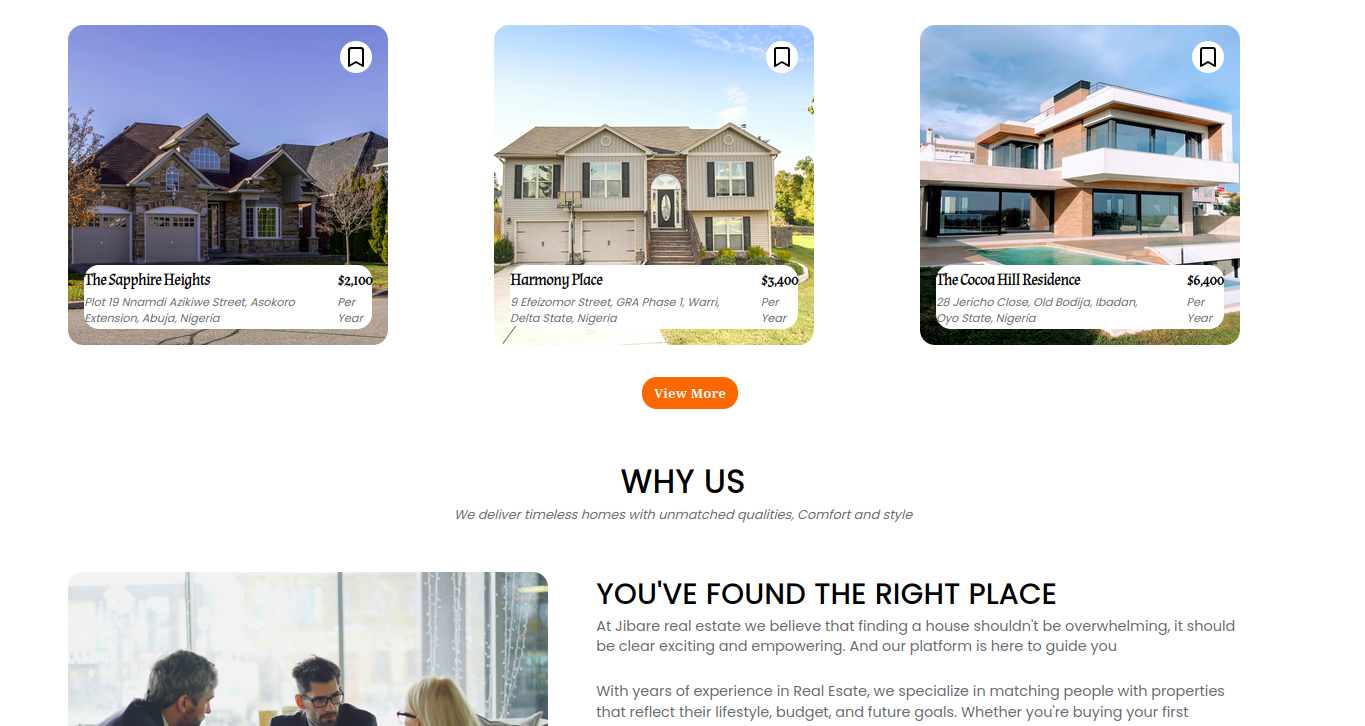 The Sapphire Heights
$2,100
Plot 19 Nnamdi Azikiwe Street, Asokoro
Extension, Abuja, Nigeria
Per
Year
Harmony Place
$3,400
9 Efeizomor Street, GRA Phase 1, Warri,
Delta State, Nigeria
Per
Year
The Cocoa Hill Residence
$6,400
28 Jericho Close, Old Bodija, Ibadan,
Oyo State, Nigeria
Per
Year
View More
WHY US
We deliver timeless homes with unmatched qualities, Comfort and style
YOU'VE FOUND THE RIGHT PLACE
At Jibare real estate we believe that finding a house shouldn't be overwhelming, it should
be clear exciting and empowering. And our platform is here to guide you
With years of experience in Real Esate, we specialize in matching people with properties
that reflect their lifestyle, budget, and future goals. Whether you're buying your first